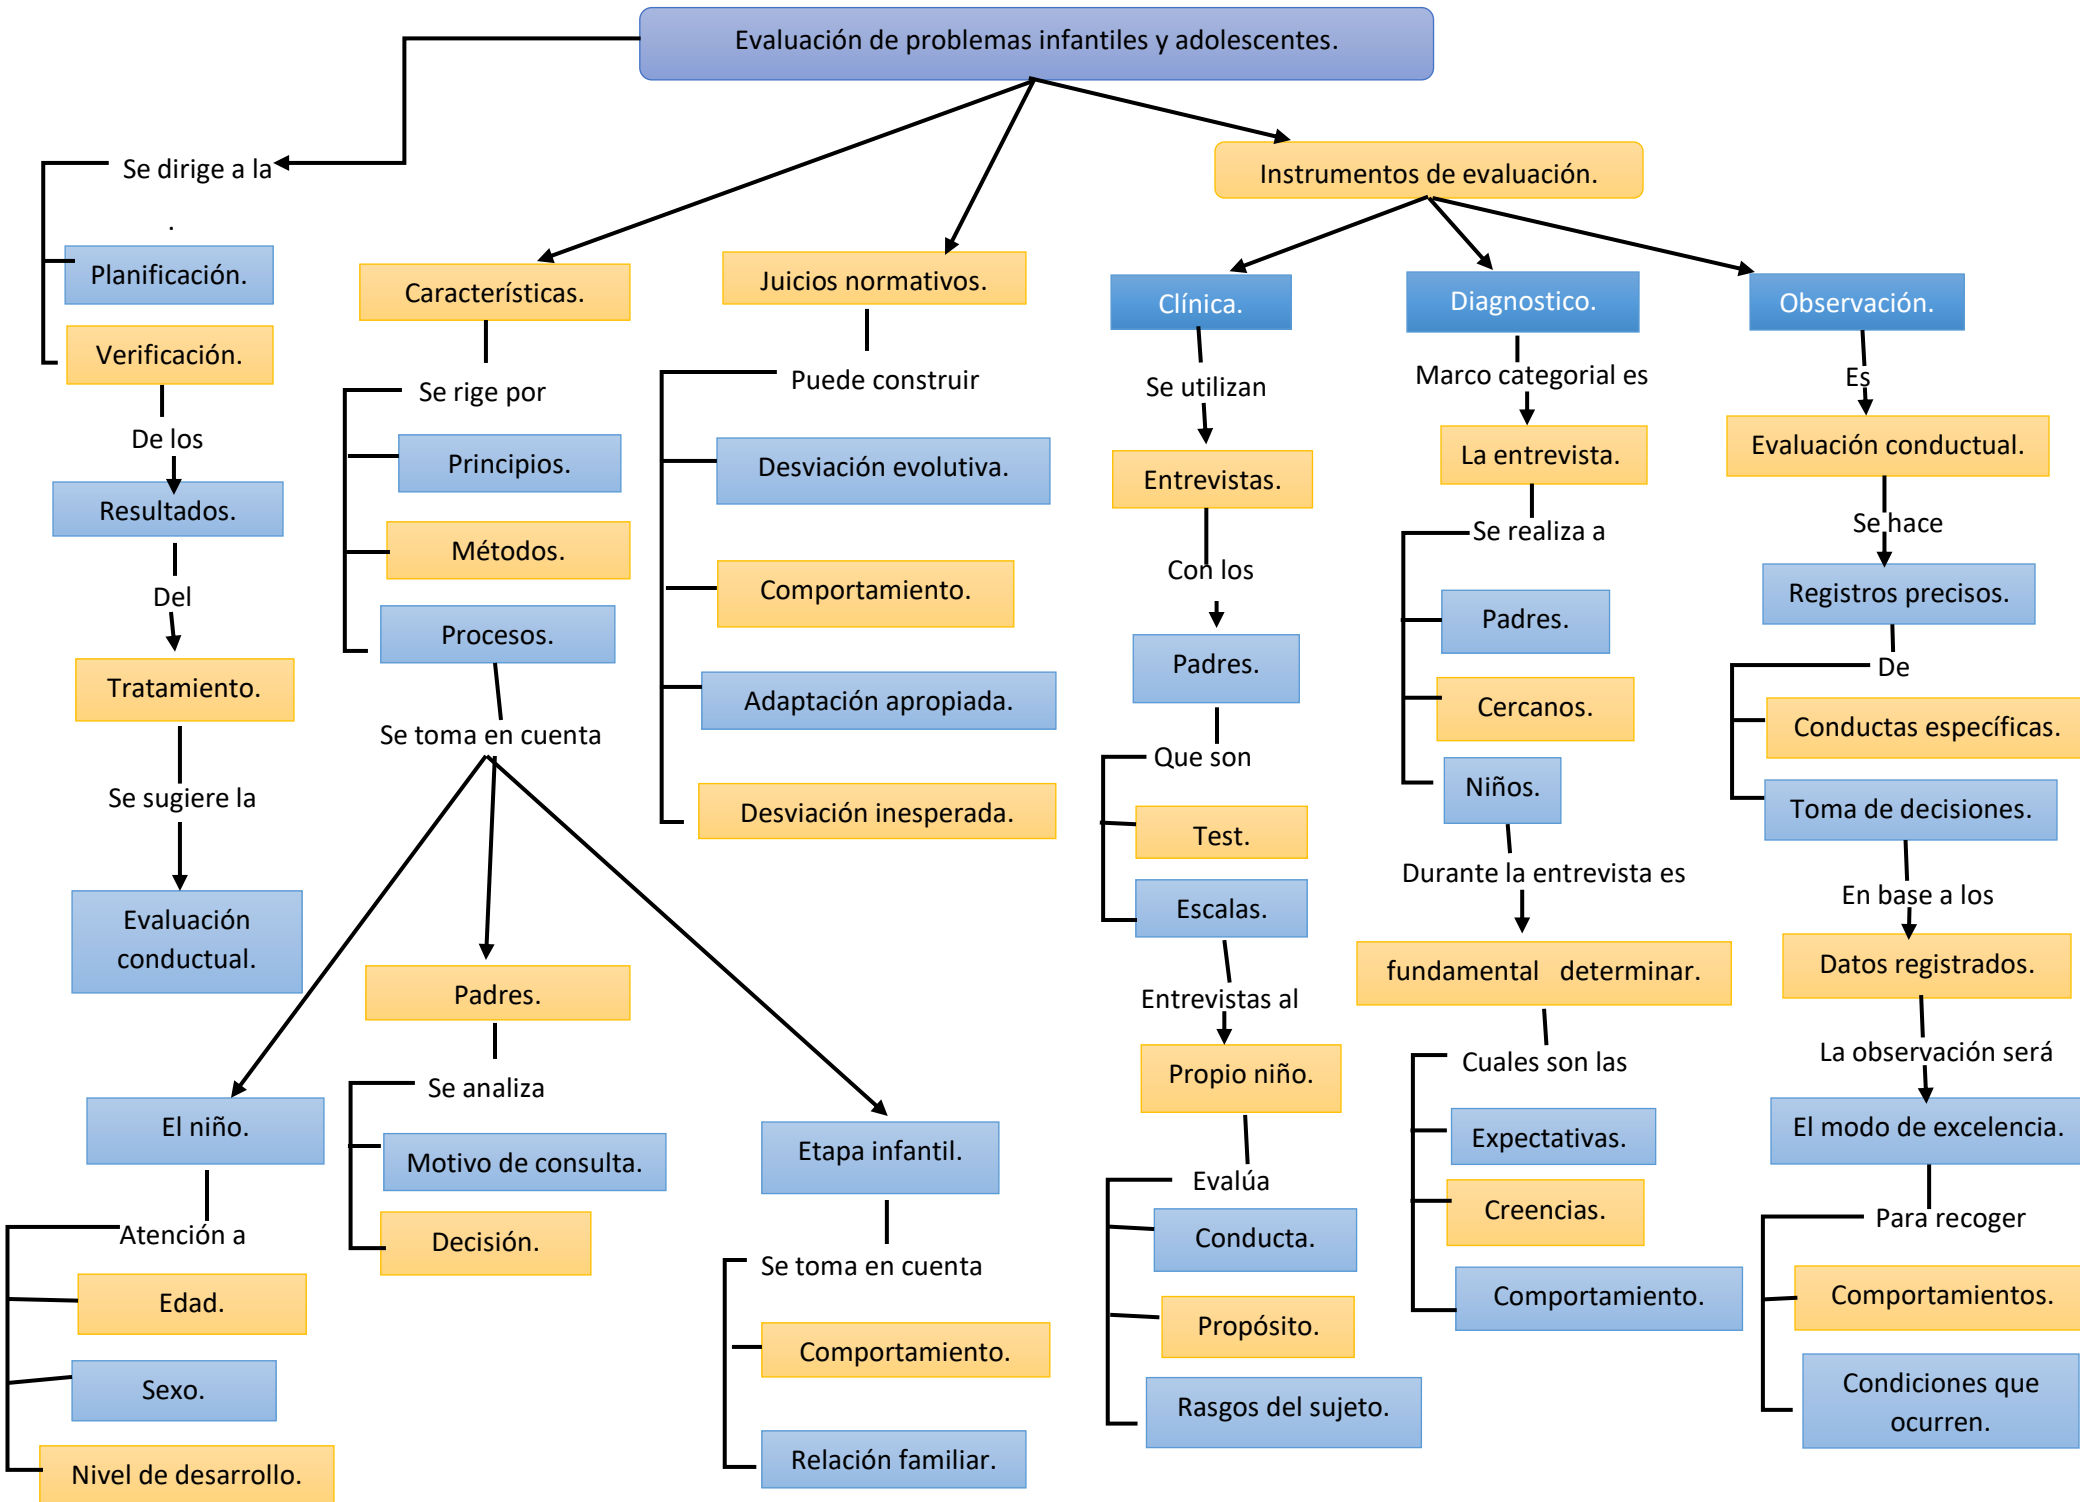 Evaluación de problemas infantiles y adolescentes.
Se dirige a la
.
Planificación.
Verificación.
De los
Resultados.
Del
Tratamiento.
Se sugiere la
Evaluación
conductual.
Características.
Se rige por
Principios.
Métodos.
Procesos.
Se toma en cuenta
El niño.
Atención a
Edad.
Sexo.
Nivel de desarrollo.
Padres.
Se analiza
Motivo de consulta.
Decisión.
Etapa infantil.
Se toma en cuenta
Comportamiento.
Relación familiar.
Juicios normativos.
Puede construir
Desviación evolutiva.
Comportamiento.
Adaptación apropiada.
Desviación inesperada.
Instrumentos de evaluación.
Clínica.
Se utilizan
Entrevistas.
Con los
Padres.
Que son
Test.
Escalas.
Entrevistas al
Propio niño.
Evalúa
Conducta.
Propósito.
Rasgos del sujeto.
Diagnostico.
Marco categorial es
La entrevista.
Se realiza a
Padres.
Cercanos.
Niños.
Durante la entrevista es
fundamental determinar.
Cuales son las
Expectativas.
Creencias.
Comportamiento.
Observación.
Es
Evaluación conductual.
Se hace
Registros precisos.
De
Conductas específicas.
Toma de decisiones.
En base a los
Datos registrados.
La observación será
El modo de excelencia.
Para recoger
Comportamientos.
Condiciones que
ocurren.